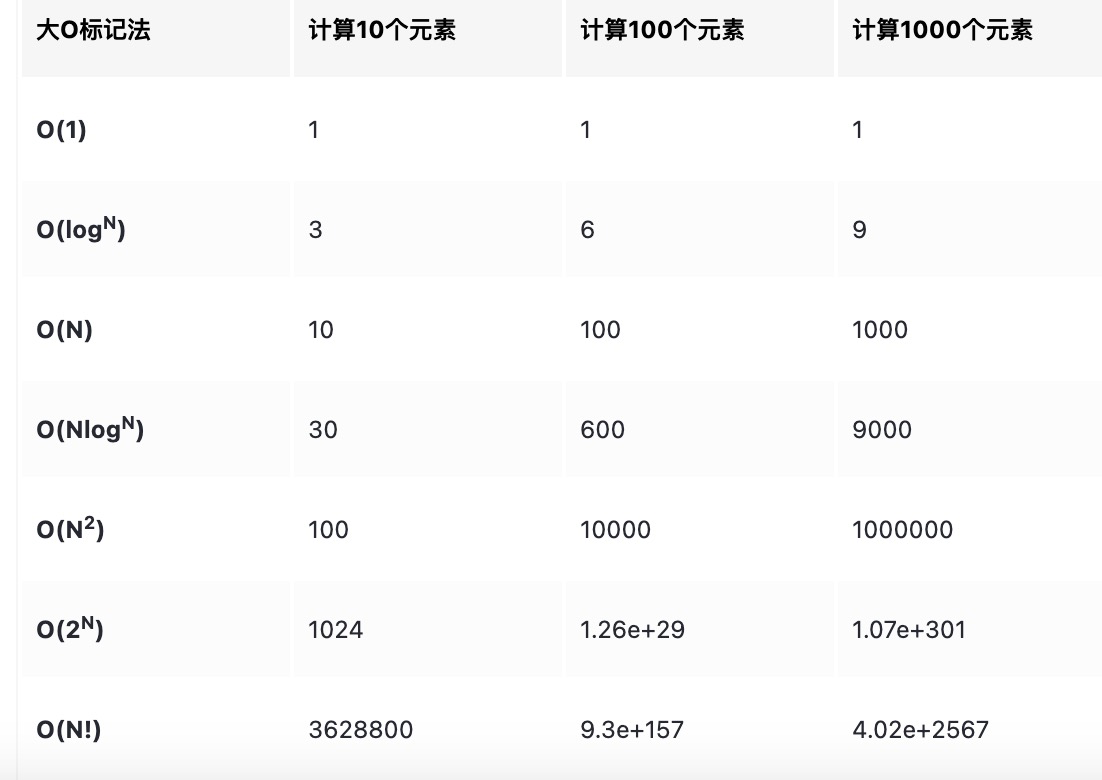 大O标记法 计算10个元素 计算100个元素 计算1000个元素
O(1) 1 1 1
O(log^N) 3 6 9
O(N) 10 100 1000
O(Nlog^N) 30 600 9000
O(N²) 100 10000 1000000
O(2^N) 1024 1.26e+29 1.07e+301
O(N!) 3628800 9.3e+157 4.02e+2567